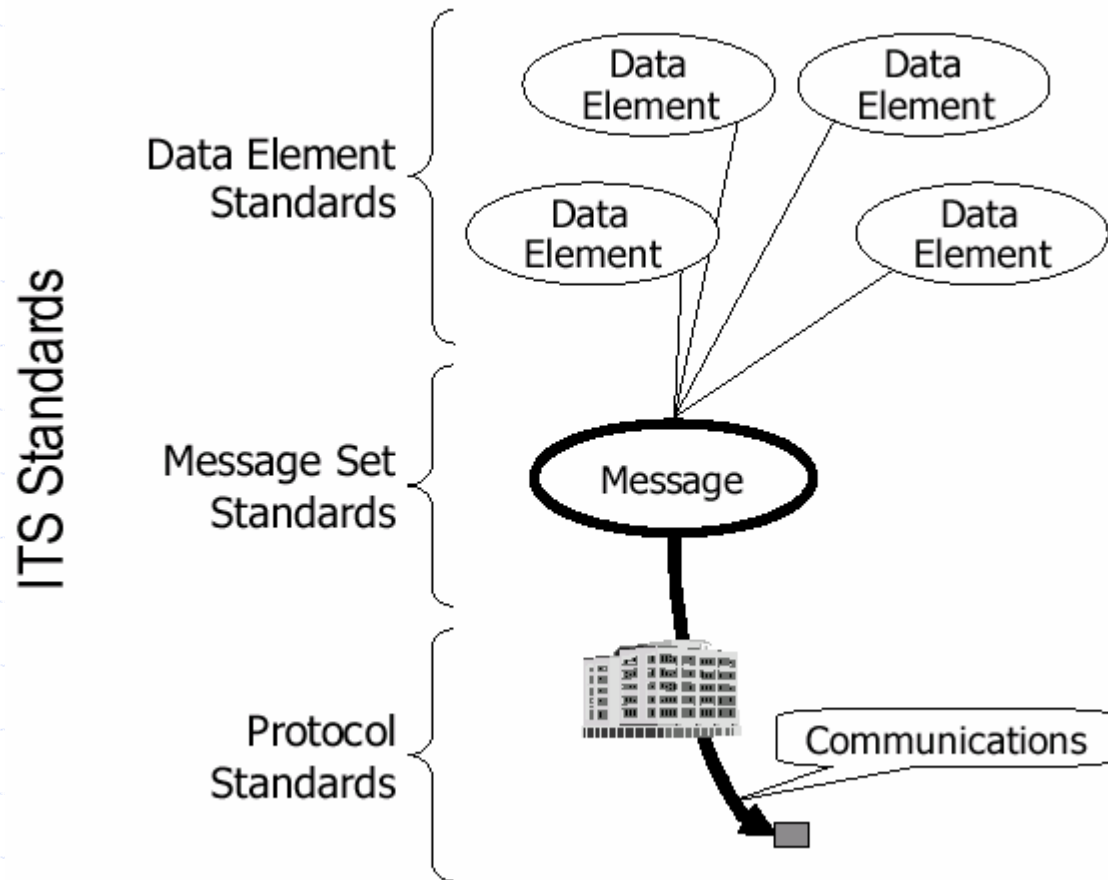 ITS Standards
Data Element
Standards
Data
Element
Data
Element
Data
Element
Data
Element
Message Set
Standards
Message
Protocol
Standards
Communications